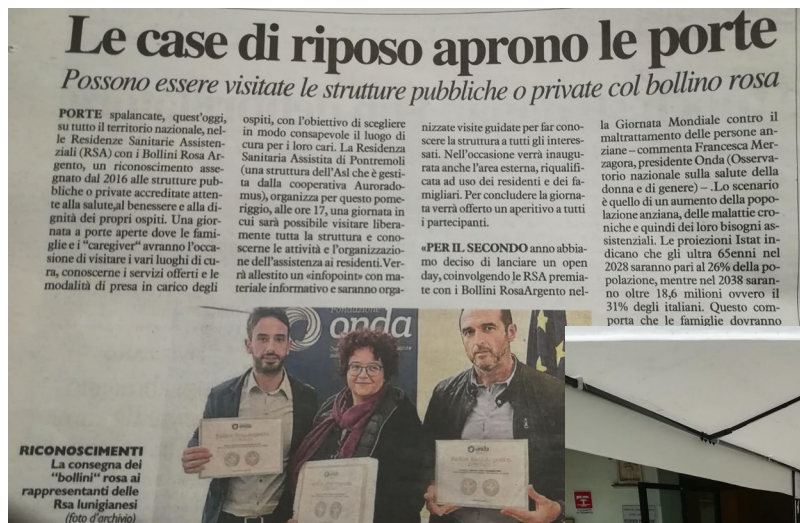 Le case di riposo aprono le porte
Possono essere visitate le strutture pubbliche o private col bollino rosa
PORTE spalancate, quest'oggi,
su tutto il territorio nazionale, nel-
le Residenze Sanitarie Assisten-
ziali (RSA) con i Bollini Rosa Ar-
gento, un riconoscimento asse-
gnato dal 2016 alle strutture pub-
bliche o private accreditate atten-
te alla salute,al benessere e alla di-
gnità dei propri ospiti. Una gior-
nata a porte aperte dove le fami-
glie e i "caregiver" avranno l'occa-
sione di visitare i vari luoghi di cu-
ra, conoscerne i servizi offerti e le
modalità di presa in carico degli
ospiti, con l'obiettivo di scegliere
in modo consapevole il luogo di
cura per i loro cari. La Residenza
Sanitaria Assistita di Pontremoli
(una struttura dell'Asl che è gesti-
ta dalla cooperativa Aurorado-
mus), organizza per questo pome-
riggio, alle ore 17, una giornata in
cui sarà possibile visitare libera-
mente tutta la struttura e cono-
scerne le attività e l'organizzazio-
ne dell'assistenza ai residenti.Ver-
rà allestito un «infopoint» con ma-
teriale informativo e saranno orga-
nizzate visite guidate per far cono-
scere la struttura a tutti gli interes-
sati. Nell'occasione verrà inaugu-
rata anche l'area esterna, riqualifi-
cata ad uso dei residenti e dei fa-
migliari. Per concludere la giorna-
ta verrà offerto un aperitivo a tutti
i partecipanti.
«PER IL SECONDO anno abbia-
mo deciso di lanciare un open
day, coinvolgendo le RSA premia-
te con i Bollini RosaArgento nel-
la Giornata Mondiale contro il
maltrattamento delle persone an-
ziane – commenta Francesca Mer-
zagora, presidente Onda (Osserva-
torio nazionale sulla salute della
donna e di genere) – .Lo scenario
è quello di un aumento della popo-
lazione anziana, delle malattie cro-
niche e quindi dei loro bisogni as-
sistenziali. Le proiezioni Istat in-
dicano che gli ultra 65enni nel
2028 saranno pari al 26% della po-
polazione, mentre nel 2038 saran-
no oltre 18,6 milioni ovvero il
31% degli italiani. Questo com-
porta che le famiglie dovranno
Fondazione
onda
onda
onda
RICONOSCIMENTI
La consegna dei
"bollini" rosa ai
rappresentanti delle
Rsa lunigianesi
(foto d'archivio)